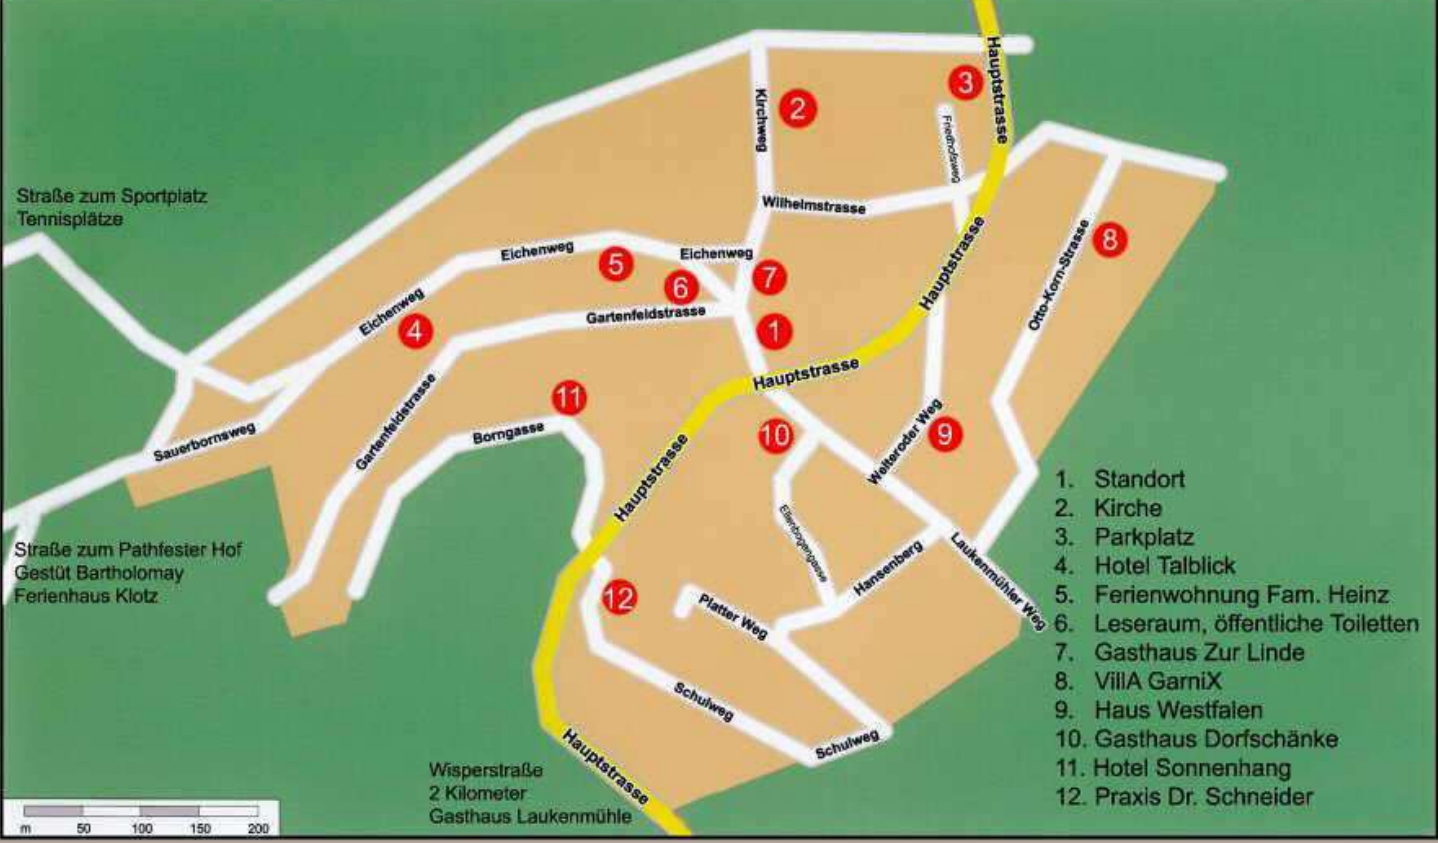 Hauptstrasse
3
2
Kirchweg
Friedhofsweg
Straße zum Sportplatz
Tennisplätze
Wilhelmstrasse
8
Eichenweg
Eichenweg
5
7
6
Hauptstrasse
Otto-Korn-Strasse
Eichenweg
4
Gartenfeldstrasse
1
Hauptstrasse
11
Gartenfeldstrasse
Sauerbornsweg
Borngasse
10
9
Welteroder Weg
Hauptstrasse
Ellenbogengasse
Straße zum Pathfester Hof
Gestüt Bartholomay
Ferienhaus Klotz
Hansenberg
Laukenmühler Weg
12
Platter Weg
Schulweg
Schulweg
Hauptstrasse
Wisperstraße
2 Kilometer
Gasthaus Laukenmühle
1. Standort
2. Kirche
3. Parkplatz
4. Hotel Talblick
5. Ferienwohnung Fam. Heinz
6. Leseraum, öffentliche Toiletten
7. Gasthaus Zur Linde
8. VillA GarniX
9. Haus Westfalen
10. Gasthaus Dorfschänke
11. Hotel Sonnenhang
12. Praxis Dr. Schneider
m 50 100 150 200